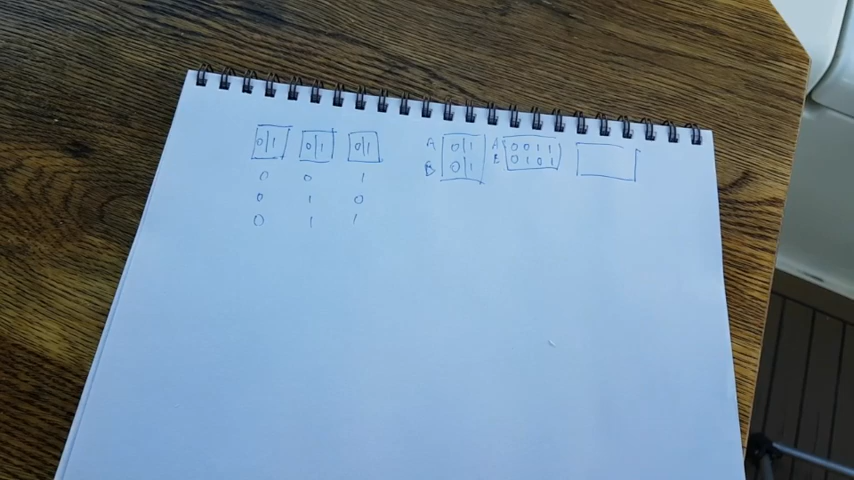 0|1 0|1 0|1
0 0 1
0 1 0
0 1 1
A 0|1
B 0|1
A 0 0 1 1
B 0 1 0 1